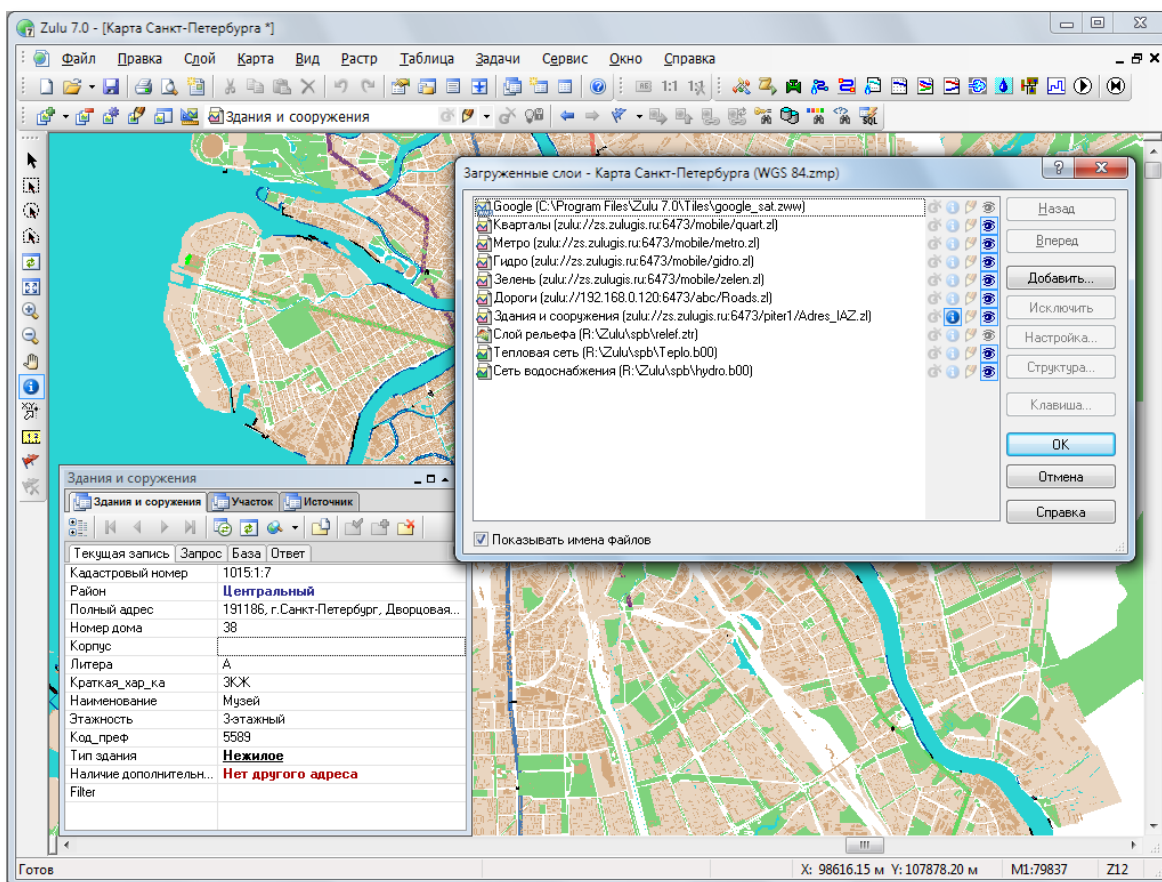 Zulu 7.0 - [Карта Санкт-Петербурга *]
Файл Правка Слой Карта Вид Растр Таблица Задачи Сервис Окно Справка
1:1
Здания и сооружения
SQL
Загруженные слои - Карта Санкт-Петербурга (WGS 84.zmp)
Google (C:\Program Files\Zulu 7.0\Tiles\google_sat.zww)
Кварталы (zulu://zs.zulugis.ru:6473/mobile/quart.zl)
Метро (zulu://zs.zulugis.ru:6473/mobile/metro.zl)
Гидро (zulu://zs.zulugis.ru:6473/mobile/gidro.zl)
Зелень (zulu://zs.zulugis.ru:6473/mobile/zelen.zl)
Дороги (zulu://192.168.0.120:6473/abc/Roads.zl)
Здания и сооружения (zulu://zs.zulugis.ru:6473/piter1/Adres_IAZ.zl)
Слой рельефа (R:\Zulu\spb\relef.ztr)
Тепловая сеть (R:\Zulu\spb\Teplo.b00)
Сеть водоснабжения (R:\Zulu\spb\hydro.b00)
Назад
Вперед
Добавить...
Исключить
Настройка...
Структура...
Клавиша...
OK
Отмена
Справка
Показывать имена файлов
Здания и соружения
Здания и соружения Участок Источник
Текущая запись Запрос База Ответ
Кадастровый номер 1015:1:7
Район Центральный
Полный адрес 191186, г.Санкт-Петербург, Дворцовая...
Номер дома 38
Корпус
Литера А
Краткая_хар_ка ЗКЖ
Наименование Музей
Этажность 3-этажный
Код_преф 5589
Тип здания Нежилое
Наличие дополнительн... Нет другого адреса
Filter
Готов X: 98616.15 м Y: 107878.20 м М1:79837 Z12